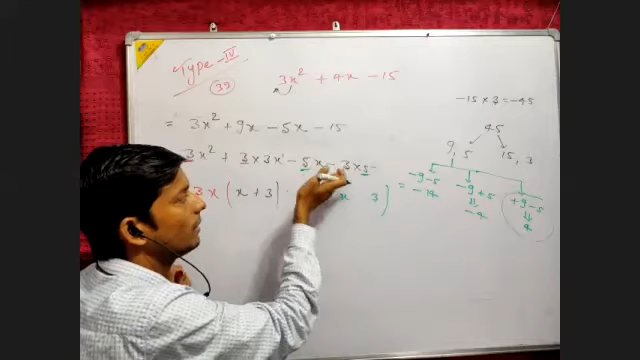 Type-IV
39
3x² + 4x - 15
= 3x² + 9x - 5x - 15
3x² + 3×3x - 5x - 3×5
3x (x + 3)
x 3)
-15 × 3 = -45
45
9, 5 15, 3
= -9 - 5 -9 + 5 +9 - 5
-14 -4 4